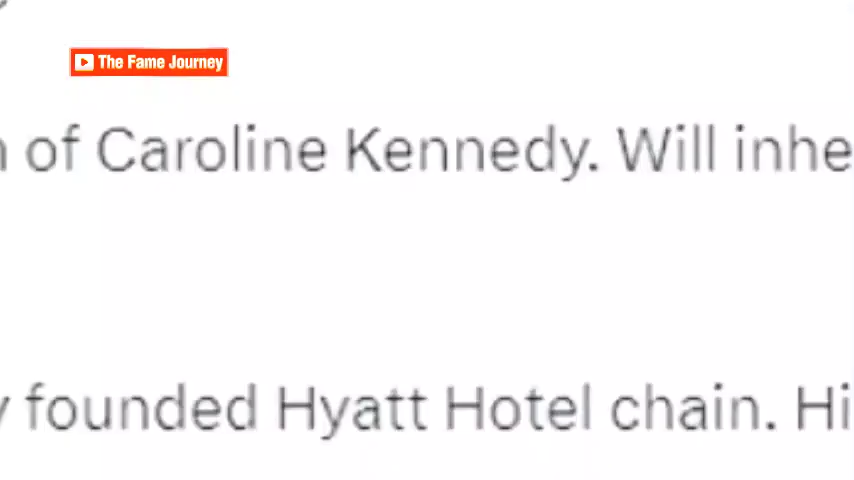 The Fame Journey
of Caroline Kennedy. Will inhe
founded Hyatt Hotel chain. Hi